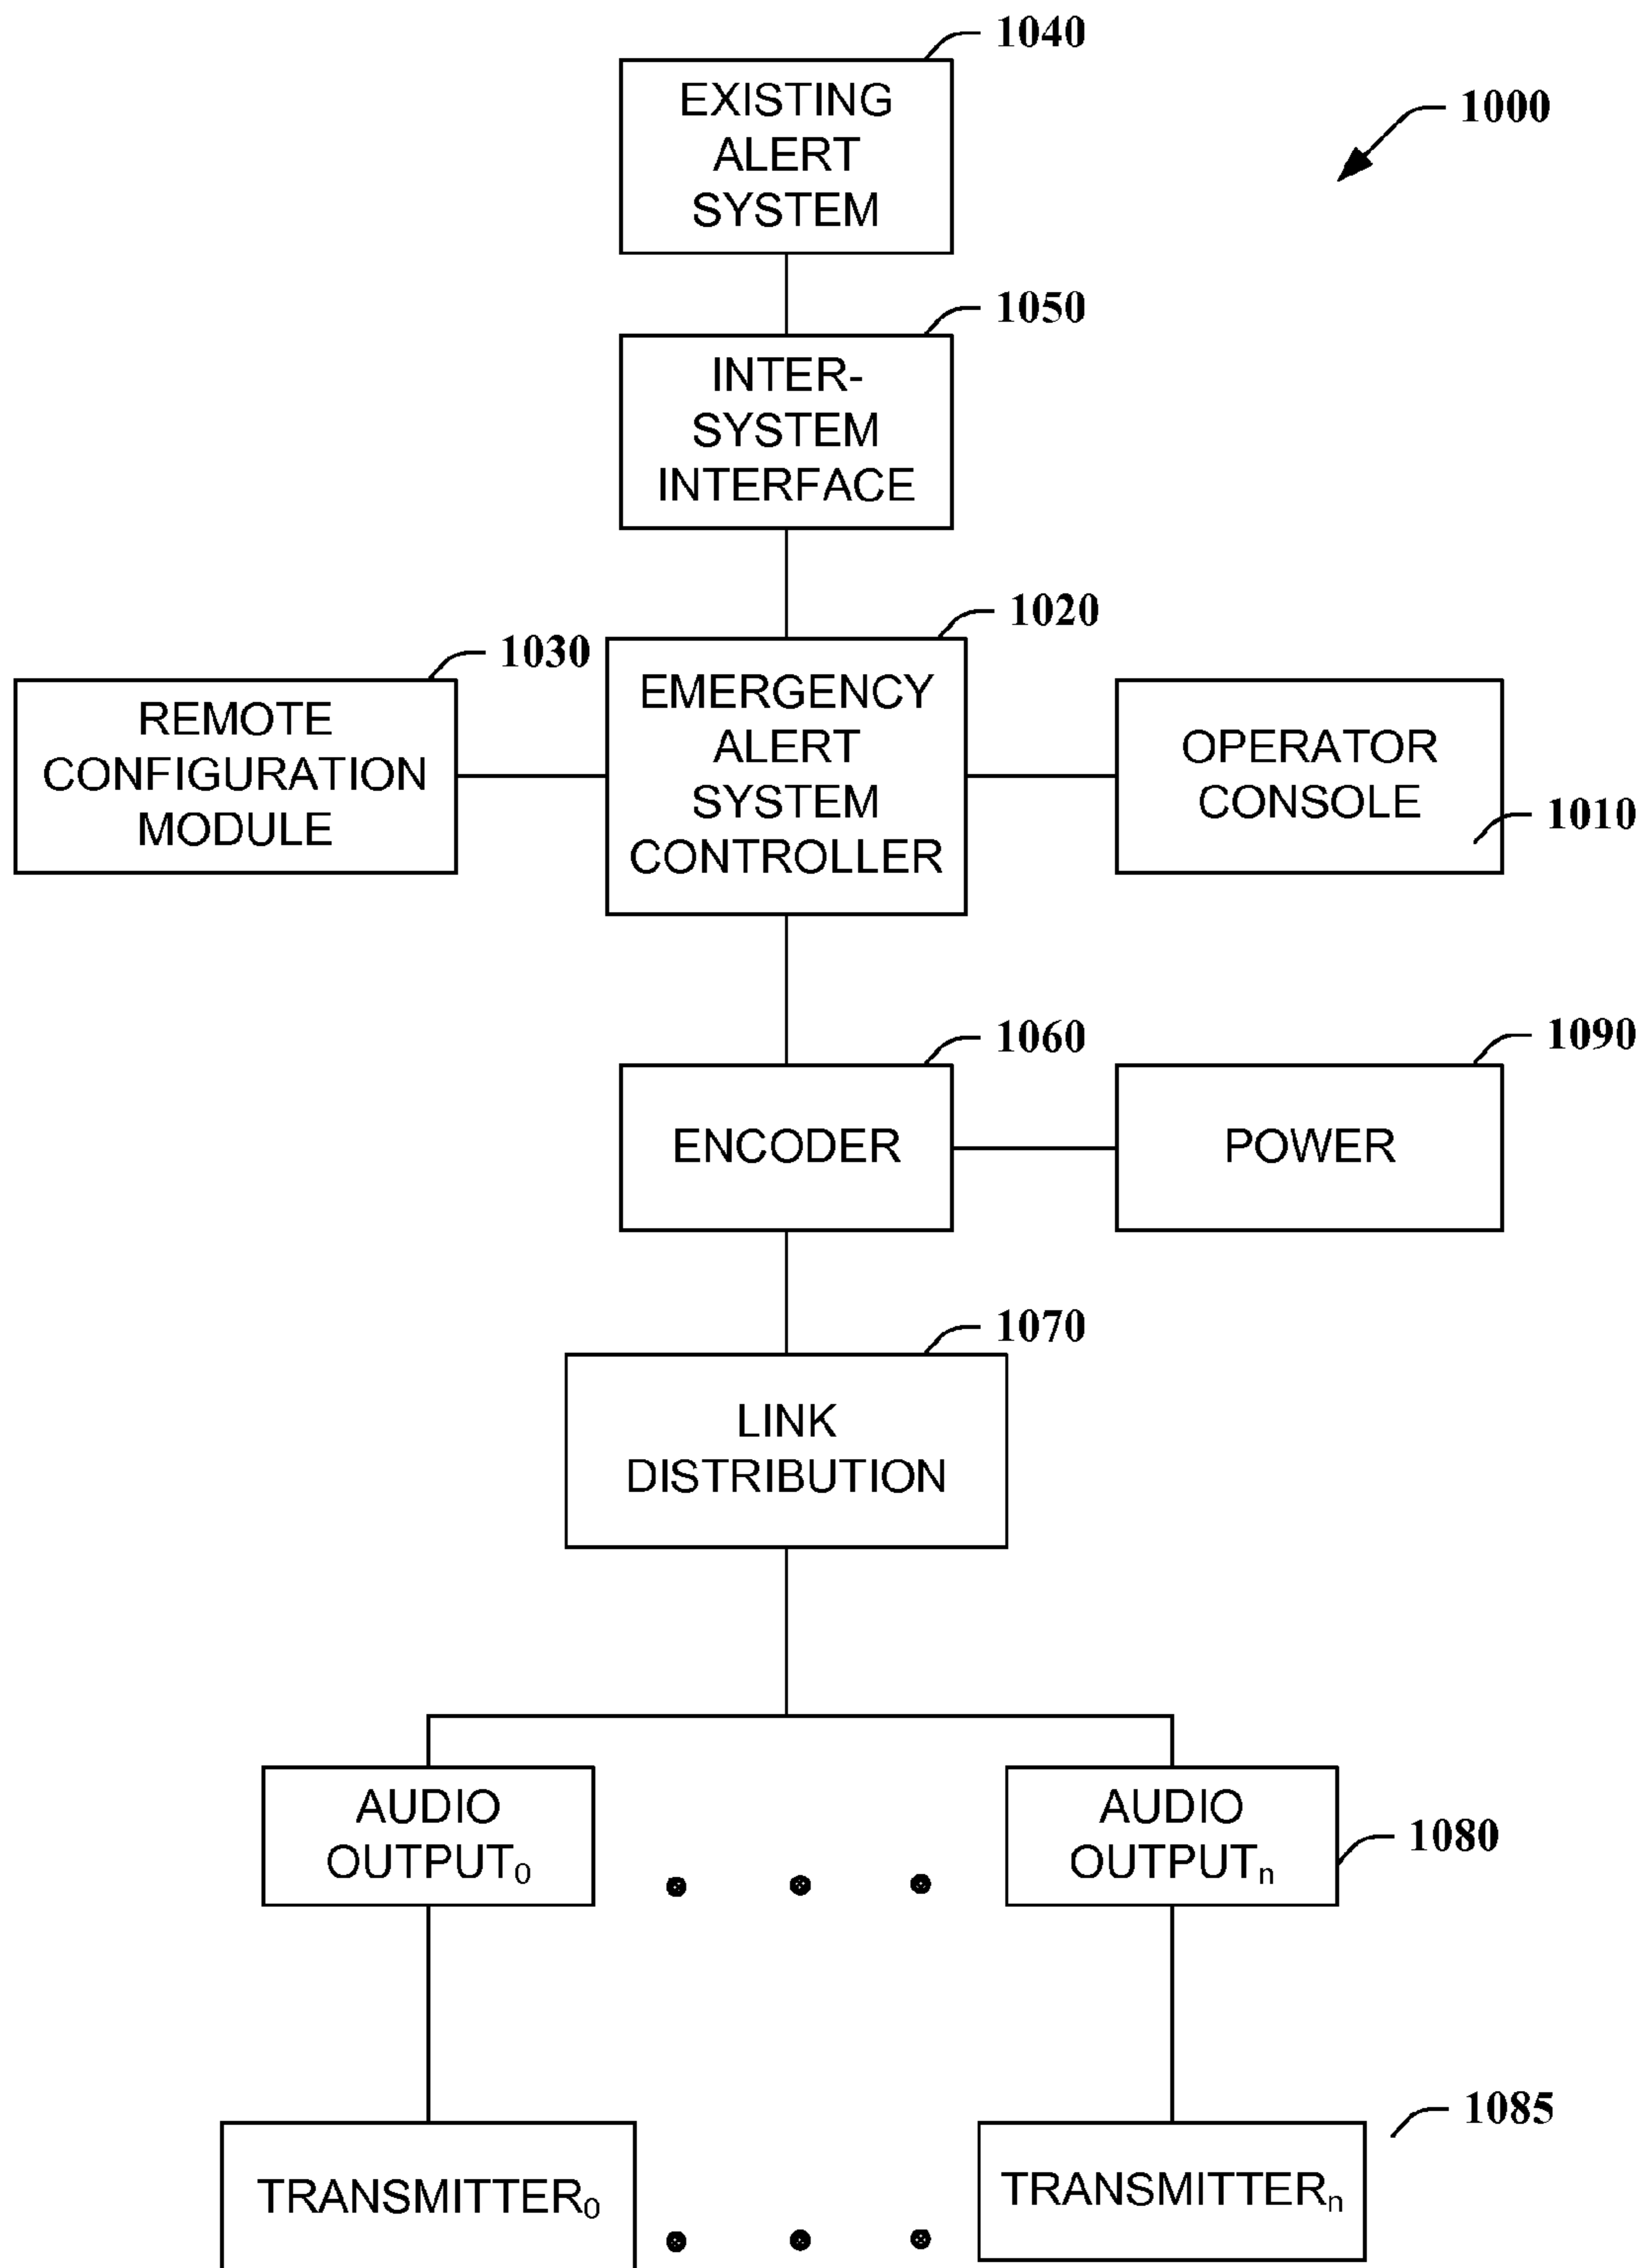 1040
EXISTING
ALERT
SYSTEM
1000
1050
INTER-
SYSTEM
INTERFACE
1020
1030
REMOTE
CONFIGURATION
MODULE
EMERGENCY
ALERT
SYSTEM
CONTROLLER
OPERATOR
CONSOLE
1010
1060
1090
ENCODER
POWER
1070
LINK
DISTRIBUTION
AUDIO
OUTPUT0
AUDIO
OUTPUTn
1080
1085
TRANSMITTER0
TRANSMITTERn